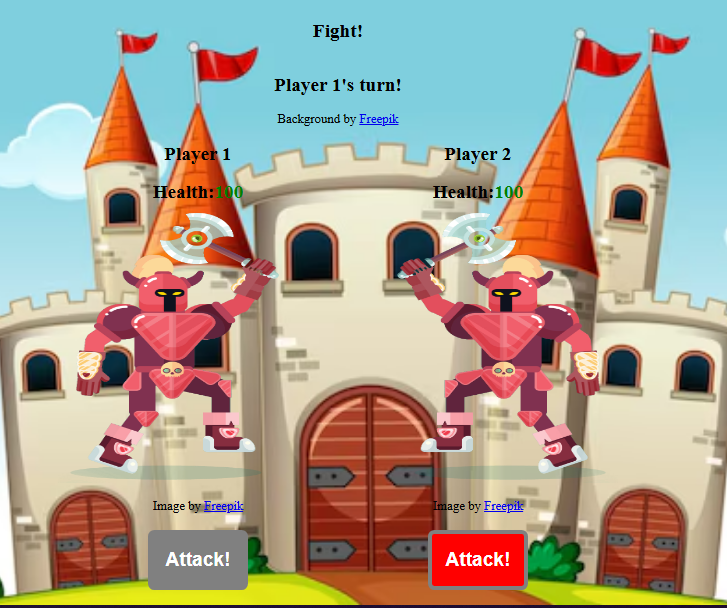 Fight!
Player 1's turn!
Background by Freepik
Player 1
Player 2
Health:100
Health:100
Image by Freepik
Image by Freepik
Attack!
Attack!